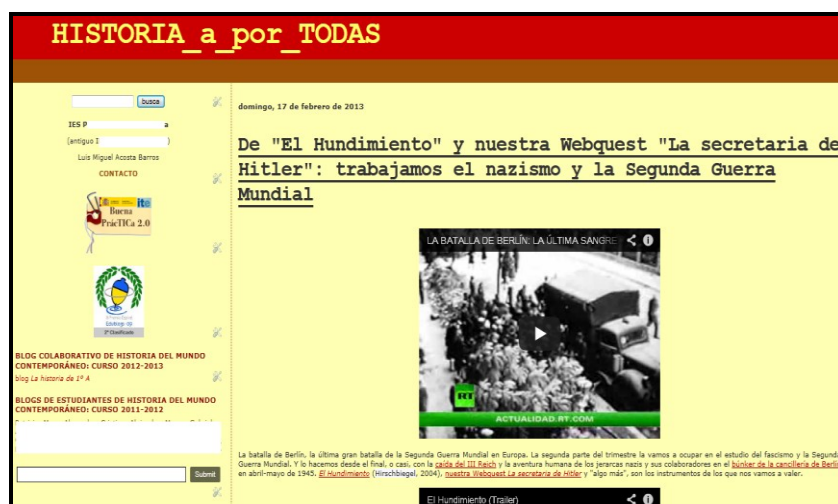 HISTORIA_a_por_TODAS
busca
IES P a
(antiguo I )
Luis Miguel Acosta Barros
CONTACTO
ite
Buena
PrácTICa 2.0
2º Clasificado
BLOG COLABORATIVO DE HISTORIA DEL MUNDO
CONTEMPORÁNEO: CURSO 2012-2013
blog La historia de 1º A
BLOGS DE ESTUDIANTES DE HISTORIA DEL MUNDO
CONTEMPORÁNEO: CURSO 2011-2012
Submit
domingo, 17 de febrero de 2013
De "El Hundimiento" y nuestra Webquest "La secretaria de
Hitler": trabajamos el nazismo y la Segunda Guerra
Mundial
LA BATALLA DE BERLÍN: LA ÚLTIMA SANGRE
RT
ACTUALIDAD.RT.COM
La batalla de Berlín, la última gran batalla de la Segunda Guerra Mundial en Europa. La segunda parte del trimestre la vamos a ocupar en el estudio del fascismo y la Segunda
Guerra Mundial. Y lo hacemos desde el final, o casi, con la caída del III Reich y la aventura humana de los jerarcas nazis y sus colaboradores en el búnker de la cancillería de Berlín
en abril-mayo de 1945. El Hundimiento (Hirschbiegel, 2004), nuestra Webquest La secretaria de Hitler y "algo más", son los instrumentos de los que nos vamos a valer.
El Hundimiento (Trailer)